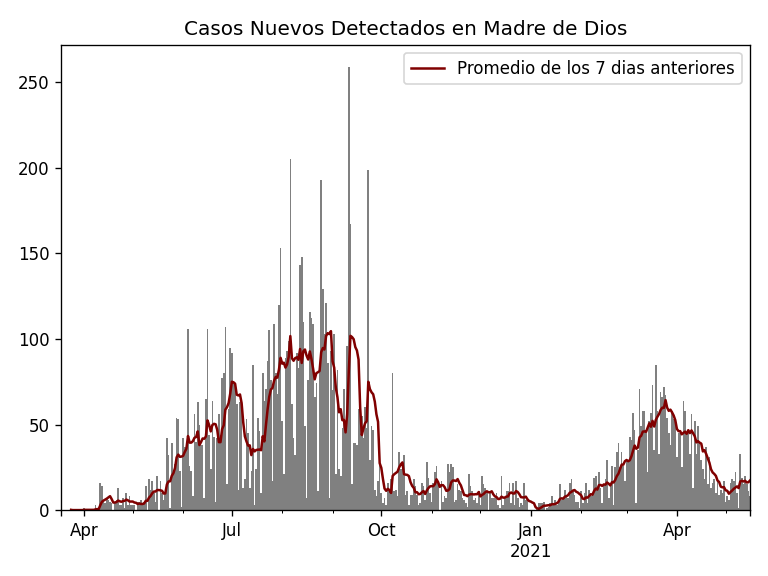 Casos Nuevos Detectados en Madre de Dios
Promedio de los 7 dias anteriores
250
200
150
100
50
0
Apr
Jul
Oct
Jan
2021
Apr